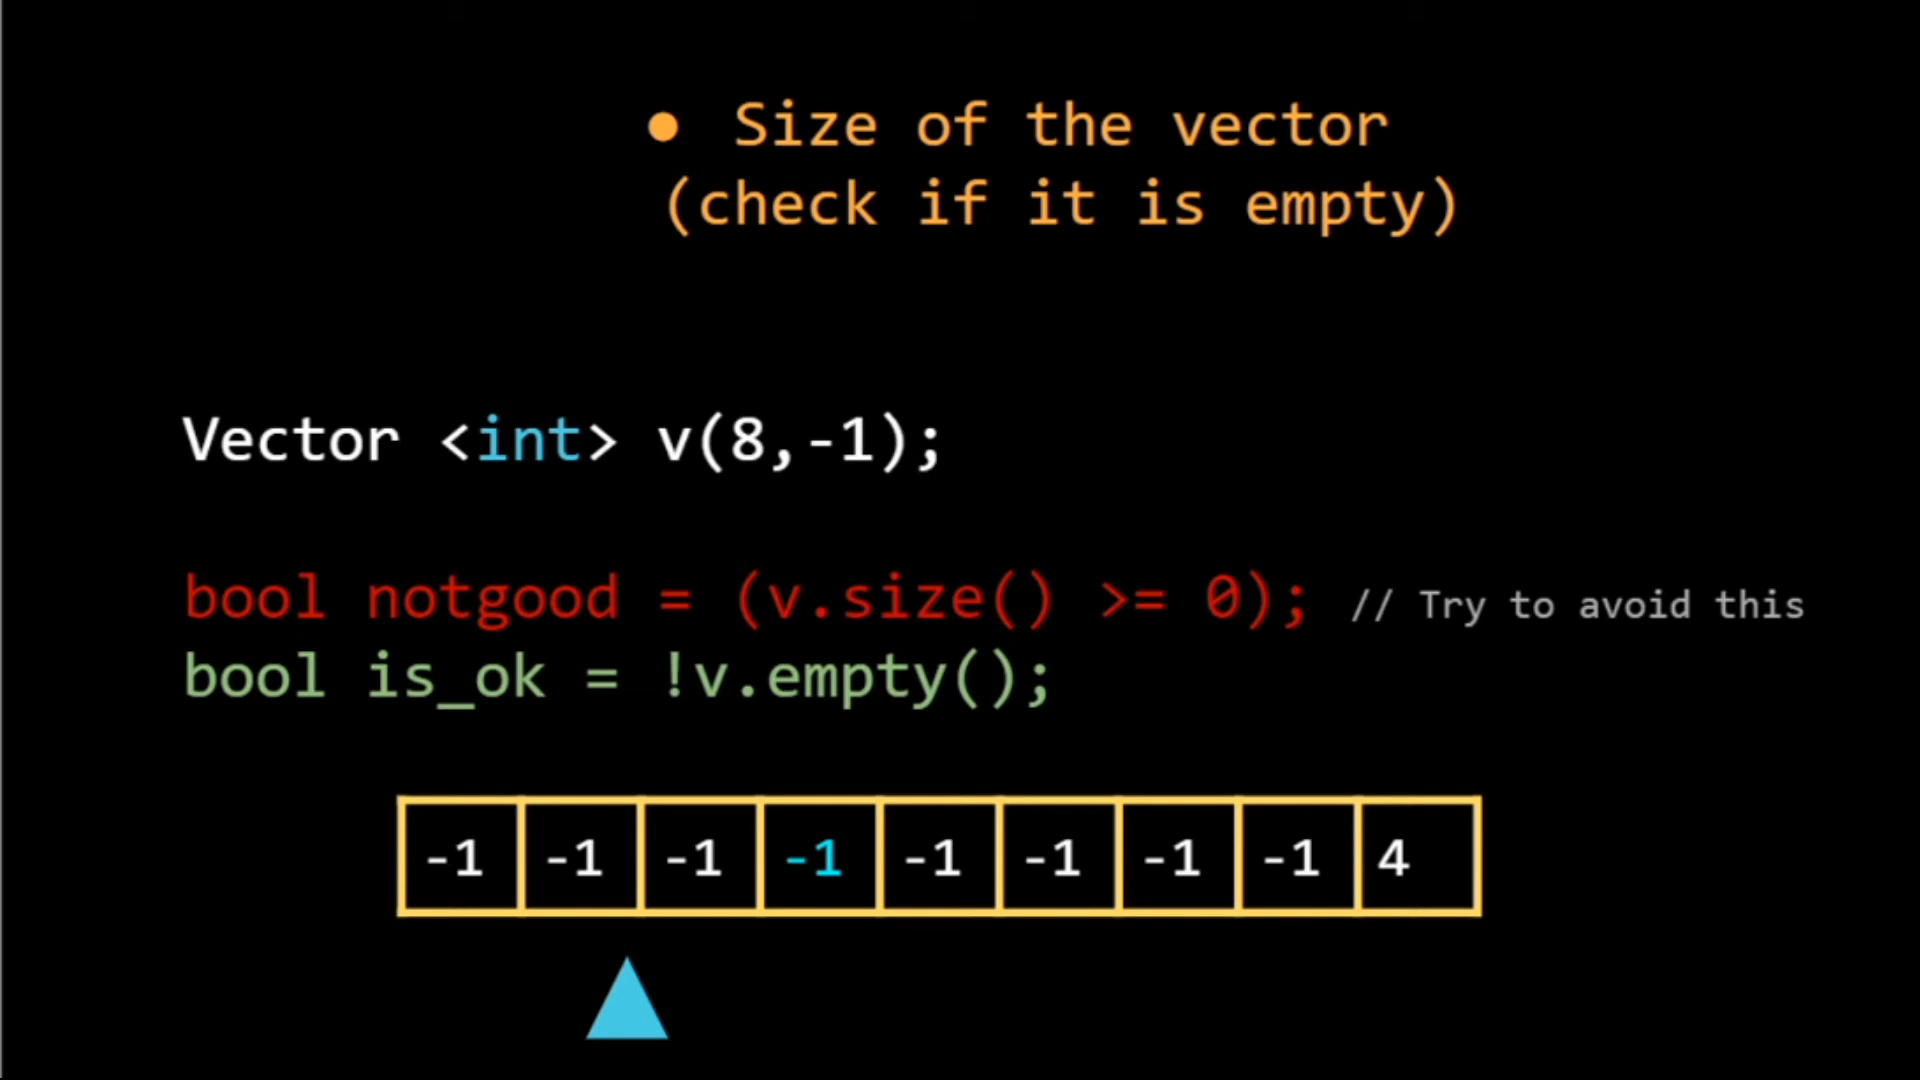 ● Size of the vector
(check if it is empty)
Vector <int> v(8,-1);
bool notgood = (v.size() >= 0); // Try to avoid this
bool is_ok = !v.empty();
-1 -1 -1 -1 -1 -1 -1 -1 4